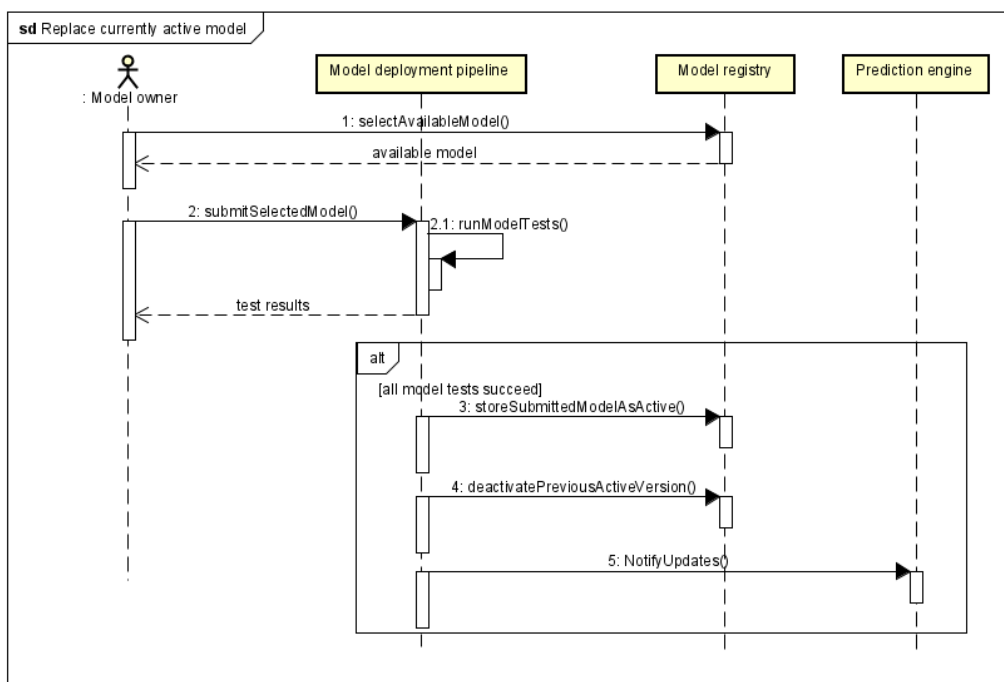 sd Replace currently active model
: Model owner
Model deployment pipeline
Model registry
Prediction engine
1: selectAvailableModel()
available model
2: submitSelectedModel()
2.1: runModelTests()
test results
alt
[all model tests succeed]
3: storeSubmittedModelAsActive()
4: deactivatePreviousActiveVersion()
5: NotifyUpdates()